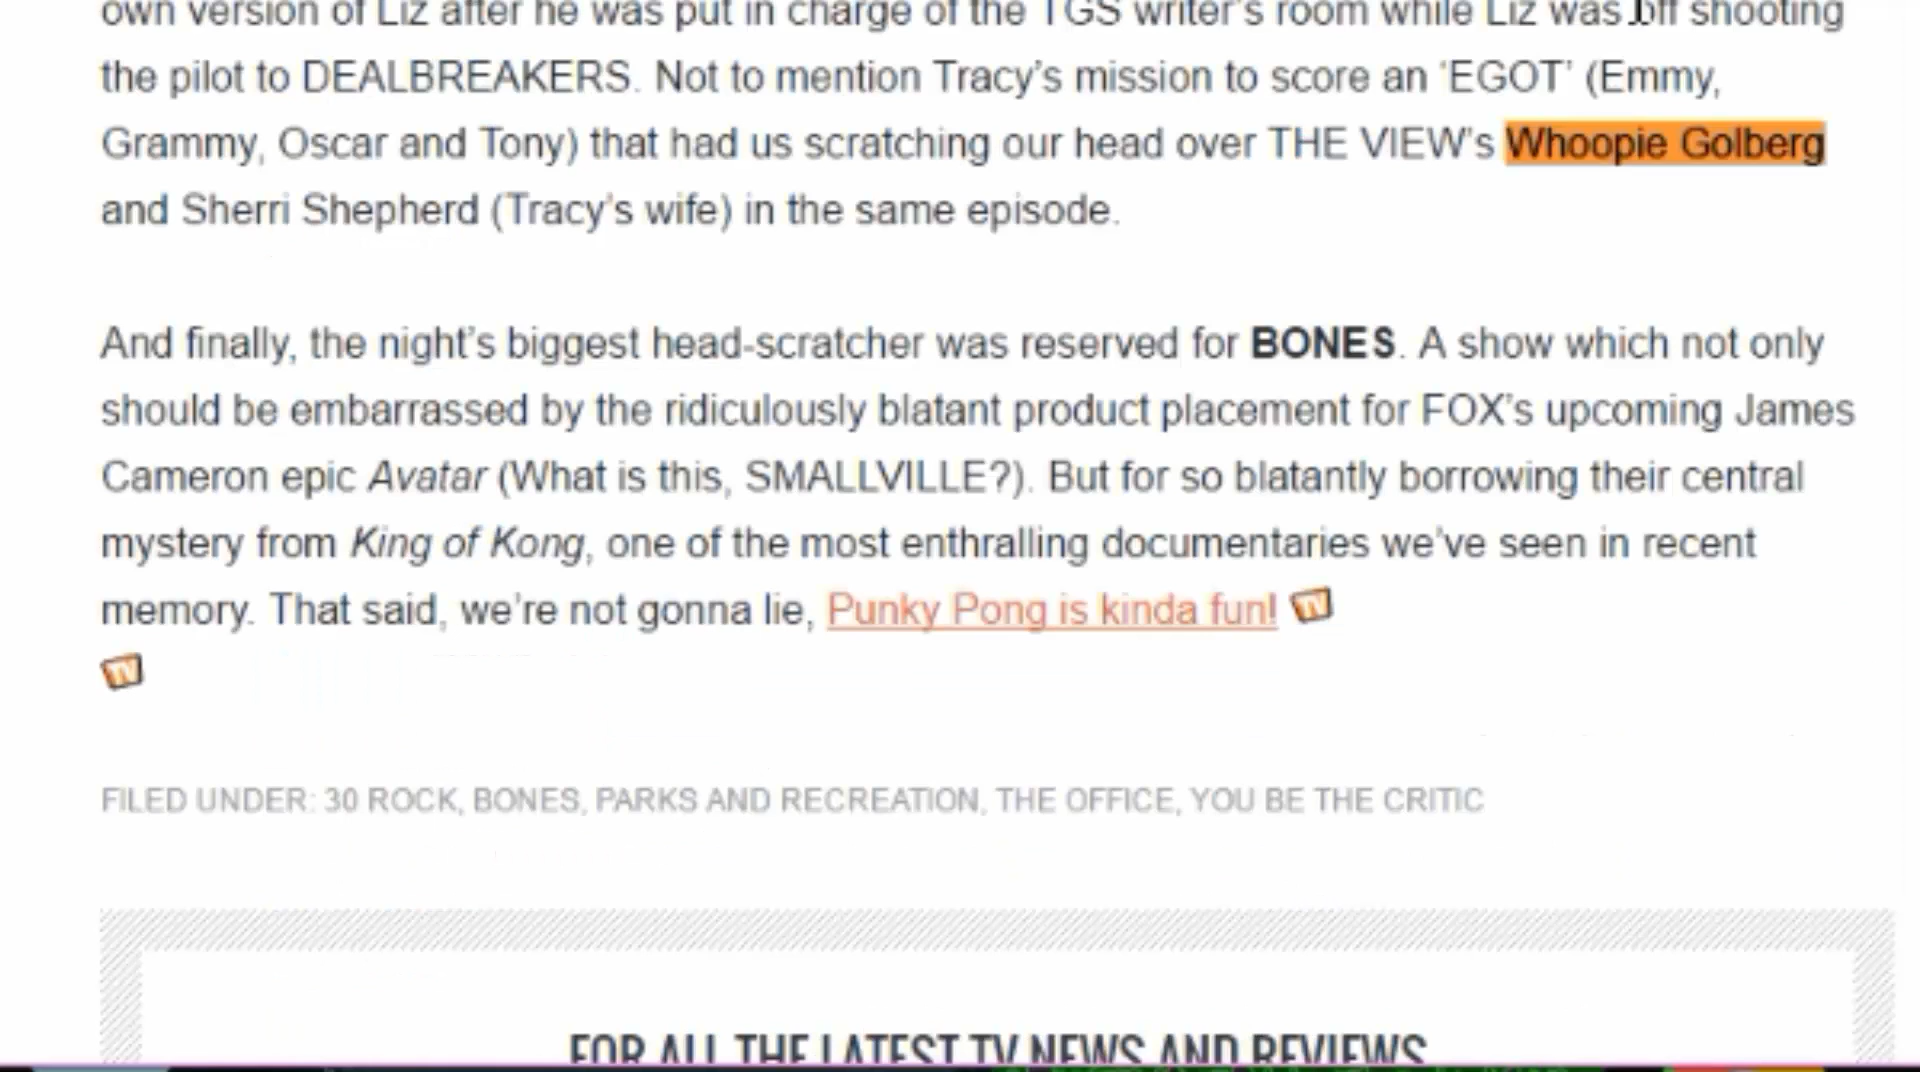 own version of Liz after he was put in charge of the TGS writer's room while Liz was off shooting
the pilot to DEALBREAKERS. Not to mention Tracy's mission to score an 'EGOT' (Emmy,
Grammy, Oscar and Tony) that had us scratching our head over THE VIEW's Whoopie Golberg
and Sherri Shepherd (Tracy's wife) in the same episode.
And finally, the night's biggest head-scratcher was reserved for BONES. A show which not only
should be embarrassed by the ridiculously blatant product placement for FOX's upcoming James
Cameron epic Avatar (What is this, SMALLVILLE?). But for so blatantly borrowing their central
mystery from King of Kong, one of the most enthralling documentaries we've seen in recent
memory. That said, we're not gonna lie, Punky Pong is kinda fun! TV
TV
FILED UNDER: 30 ROCK, BONES, PARKS AND RECREATION, THE OFFICE, YOU BE THE CRITIC
FOR ALL THE LATEST TV NEWS AND REVIEWS